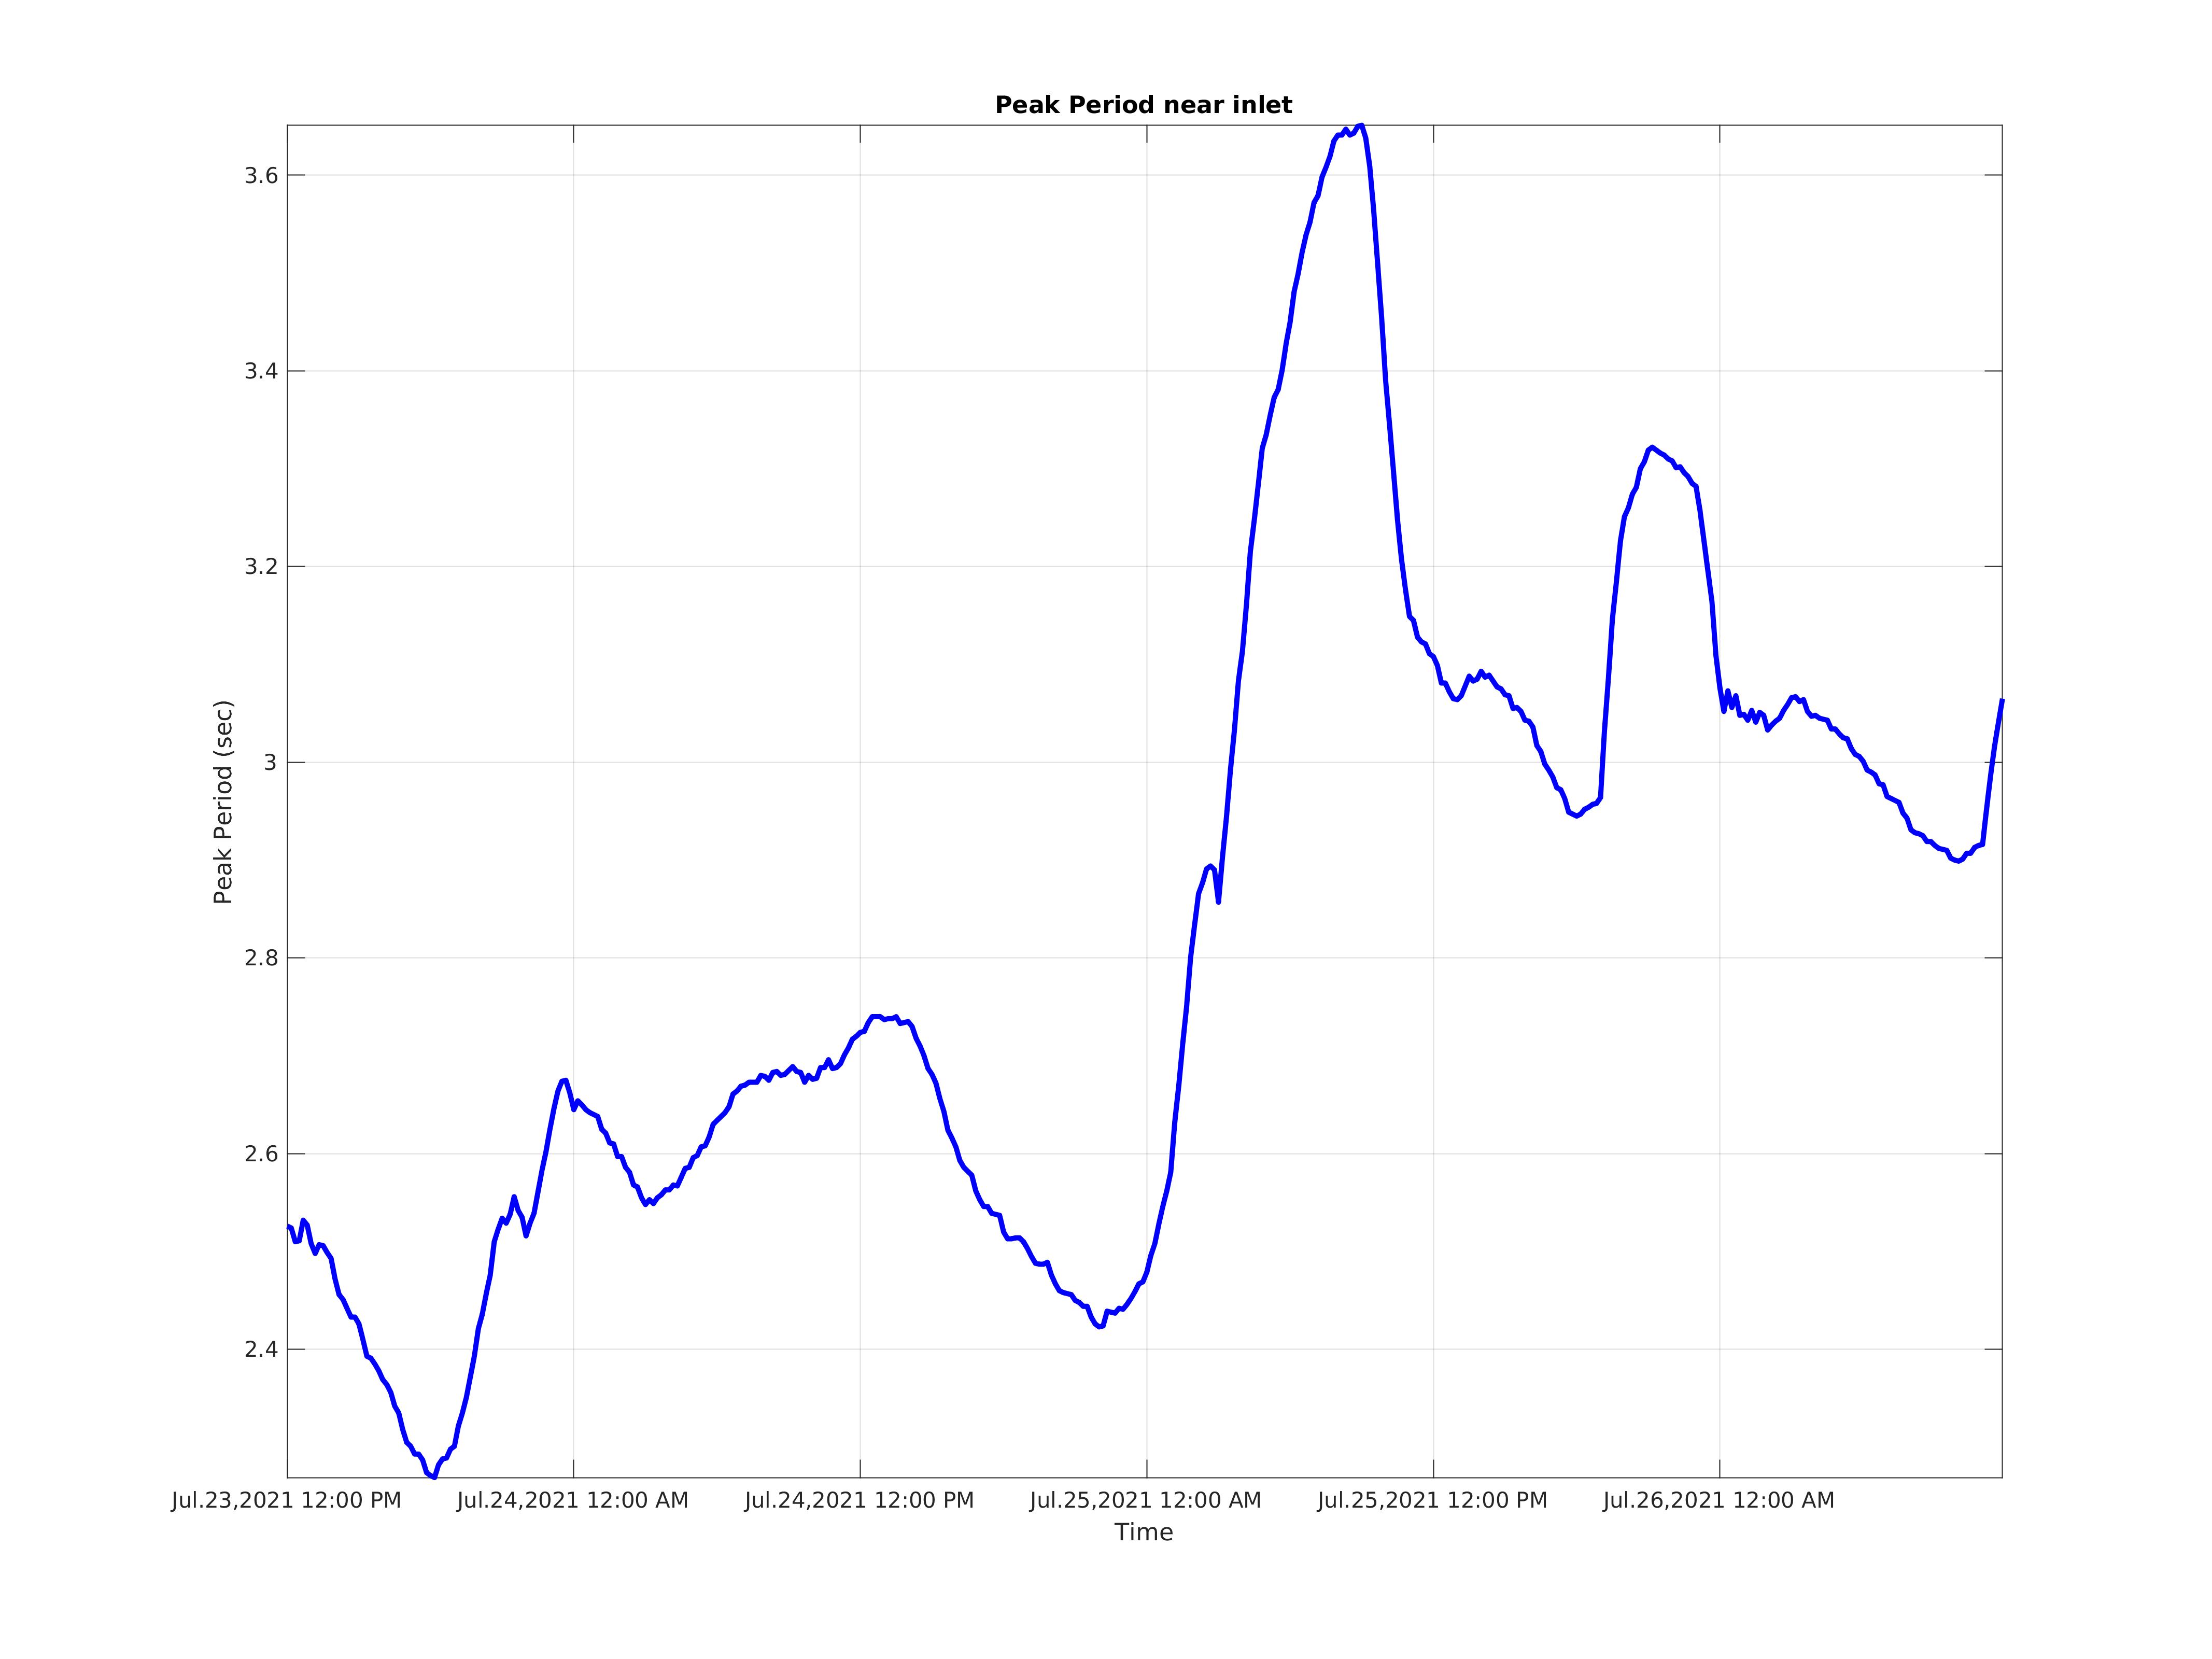 Peak Period near inlet
3.6
3.4
3.2
3
2.8
2.6
2.4
Peak Period (sec)
Jul.23,2021 12:00 PM Jul.24,2021 12:00 AM Jul.24,2021 12:00 PM Jul.25,2021 12:00 AM Jul.25,2021 12:00 PM Jul.26,2021 12:00 AM
Time